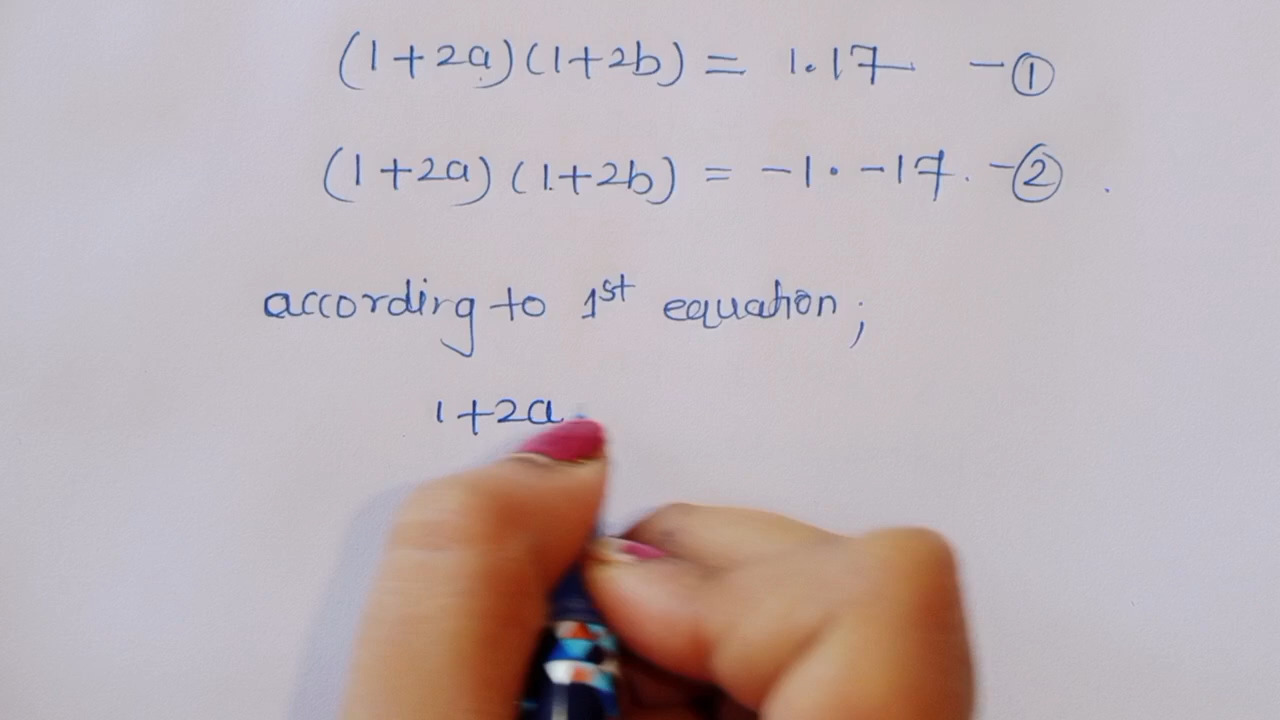 (1+2a)(1+2b) = 1.17 -①
(1+2a)(1+2b) = -1. -17. -②
according to 1st equation;
1+2a